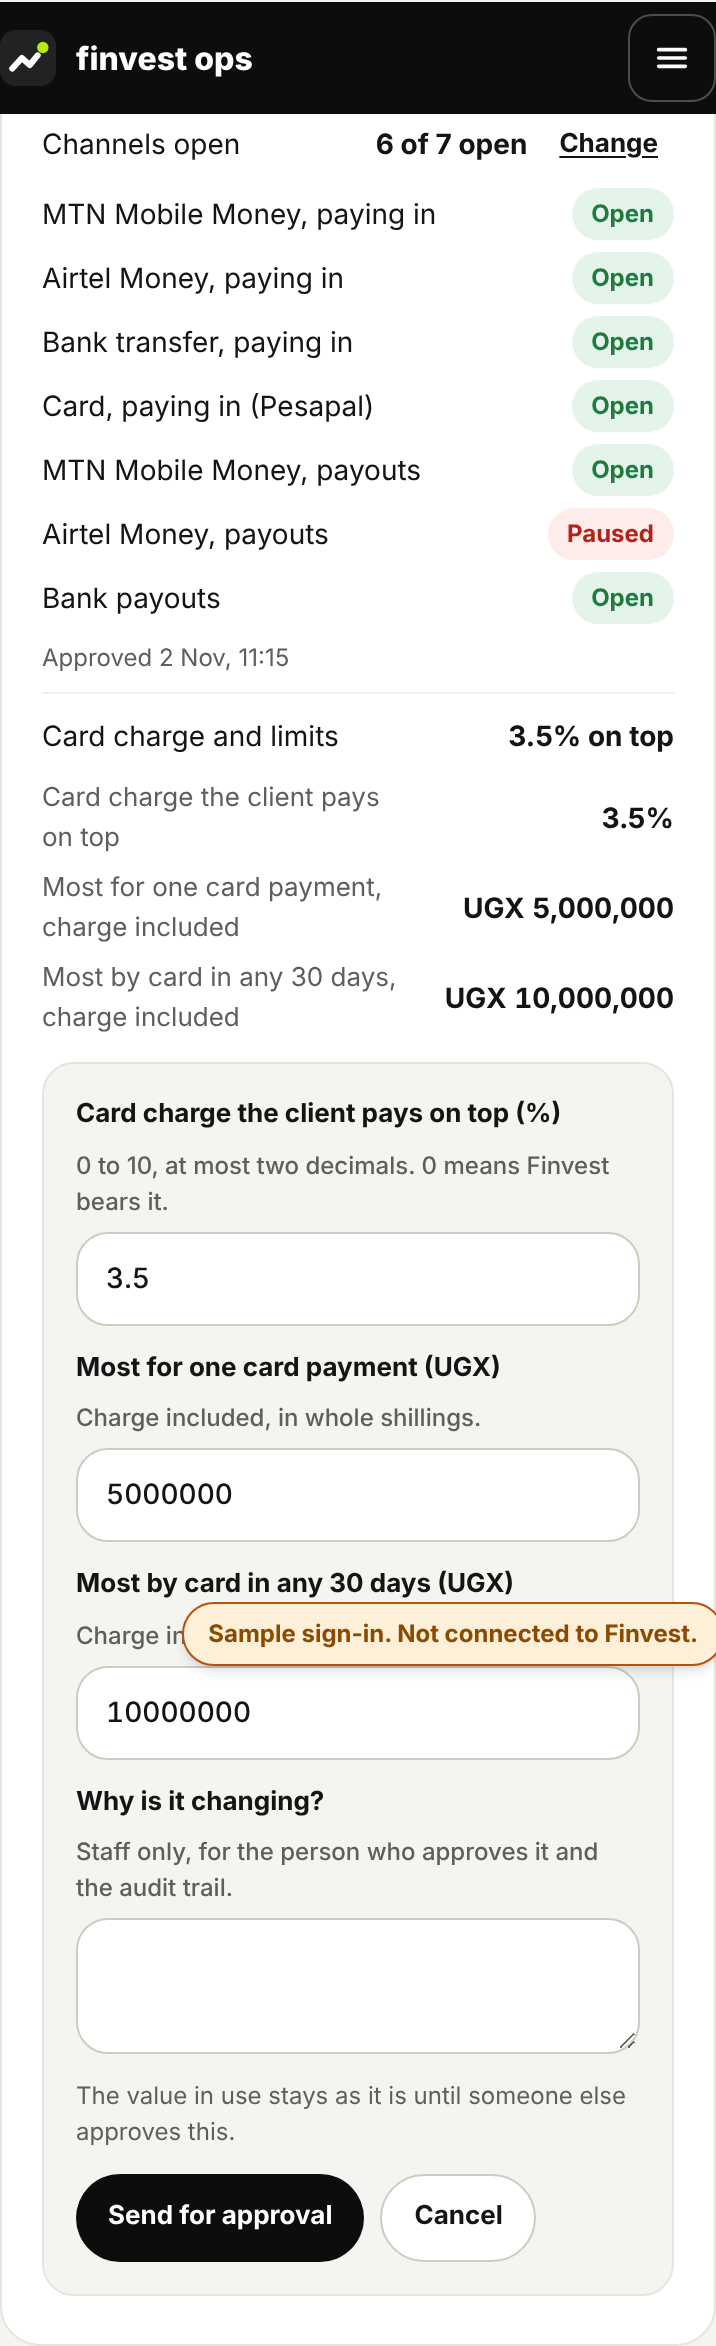 finvest ops
Channels open 6 of 7 open Change
MTN Mobile Money, paying in Open
Airtel Money, paying in Open
Bank transfer, paying in Open
Card, paying in (Pesapal) Open
MTN Mobile Money, payouts Open
Airtel Money, payouts Paused
Bank payouts Open
Approved 2 Nov, 11:15
Card charge and limits 3.5% on top
Card charge the client pays
on top
3.5%
Most for one card payment,
charge included
UGX 5,000,000
Most by card in any 30 days,
charge included
UGX 10,000,000
Card charge the client pays on top (%)
0 to 10, at most two decimals. 0 means Finvest
bears it.
3.5
Most for one card payment (UGX)
Charge included, in whole shillings.
5000000
Most by card in any 30 days (UGX)
Charge in
Sample sign-in. Not connected to Finvest.
10000000
Why is it changing?
Staff only, for the person who approves it and
the audit trail.
The value in use stays as it is until someone else
approves this.
Send for approval Cancel